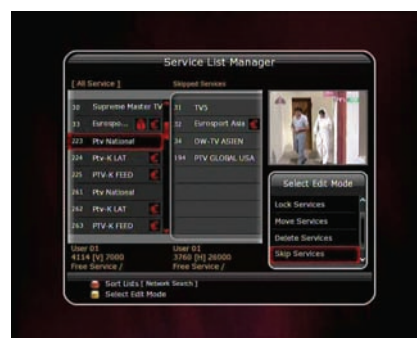 Service List Manager
[ All Service ]
Skipped Services
30 Supreme Master TV
33 Eurospo...
223 Ptv National
224 Ptv-K LAT
225 PTV-K FEED
261 Ptv National
262 Ptv-K LAT
263 PTV-K FEED
31 TV5
32 Eurosport Asia
34 DW-TV ASIEN
194 PTV GLOBAL USA
Select Edit Mode
Lock Services
Move Services
Delete Services
Skip Services
User 01
4114 [V] 7000
Free Service /
User 01
3760 [H] 26000
Free Service /
Sort Lists [ Network Search ]
Select Edit Mode